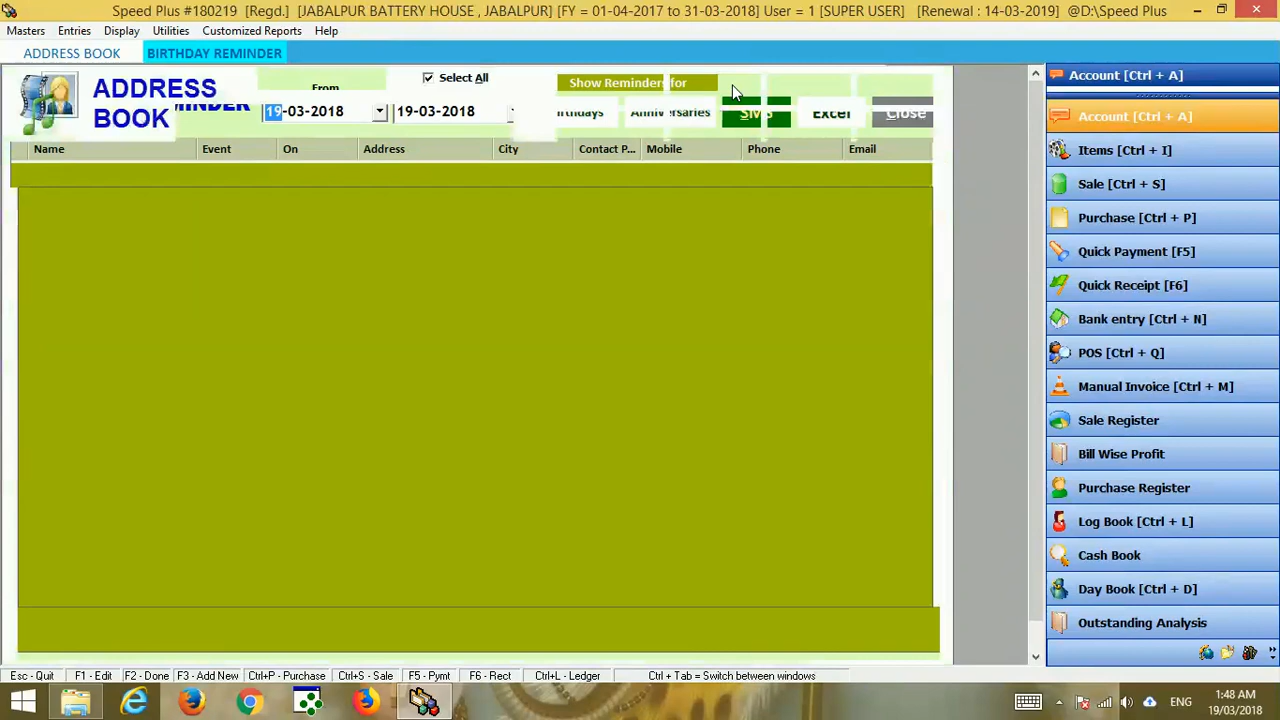 Speed Plus #180219 [Regd.] [JABALPUR BATTERY HOUSE , JABALPUR] [FY = 01-04-2017 to 31-03-2018] User = 1 [SUPER USER] [Renewal : 14-03-2019] @D:\Speed Plus
Masters Entries Display Utilities Customized Reports Help
ADDRESS BOOK BIRTHDAY REMINDER
ADDRESS
BOOK
From
Select All
Show Reminders for
19-03-2018 19-03-2018
Anniversaries SMS Excel Close
Name Event On Address City Contact P... Mobile Phone Email
Account [Ctrl + A]
Account [Ctrl + A]
Items [Ctrl + I]
Sale [Ctrl + S]
Purchase [Ctrl + P]
Quick Payment [F5]
Quick Receipt [F6]
Bank entry [Ctrl + N]
POS [Ctrl + Q]
Manual Invoice [Ctrl + M]
Sale Register
Bill Wise Profit
Purchase Register
Log Book [Ctrl + L]
Cash Book
Day Book [Ctrl + D]
Outstanding Analysis
Esc - Quit F1 - Edit F2 - Done F3 - Add New Ctrl+P - Purchase Ctrl+S - Sale F5 - Pymt F6 - Rect Ctrl+L - Ledger Ctrl + Tab = Switch between windows
ENG
1:48 AM
19/03/2018